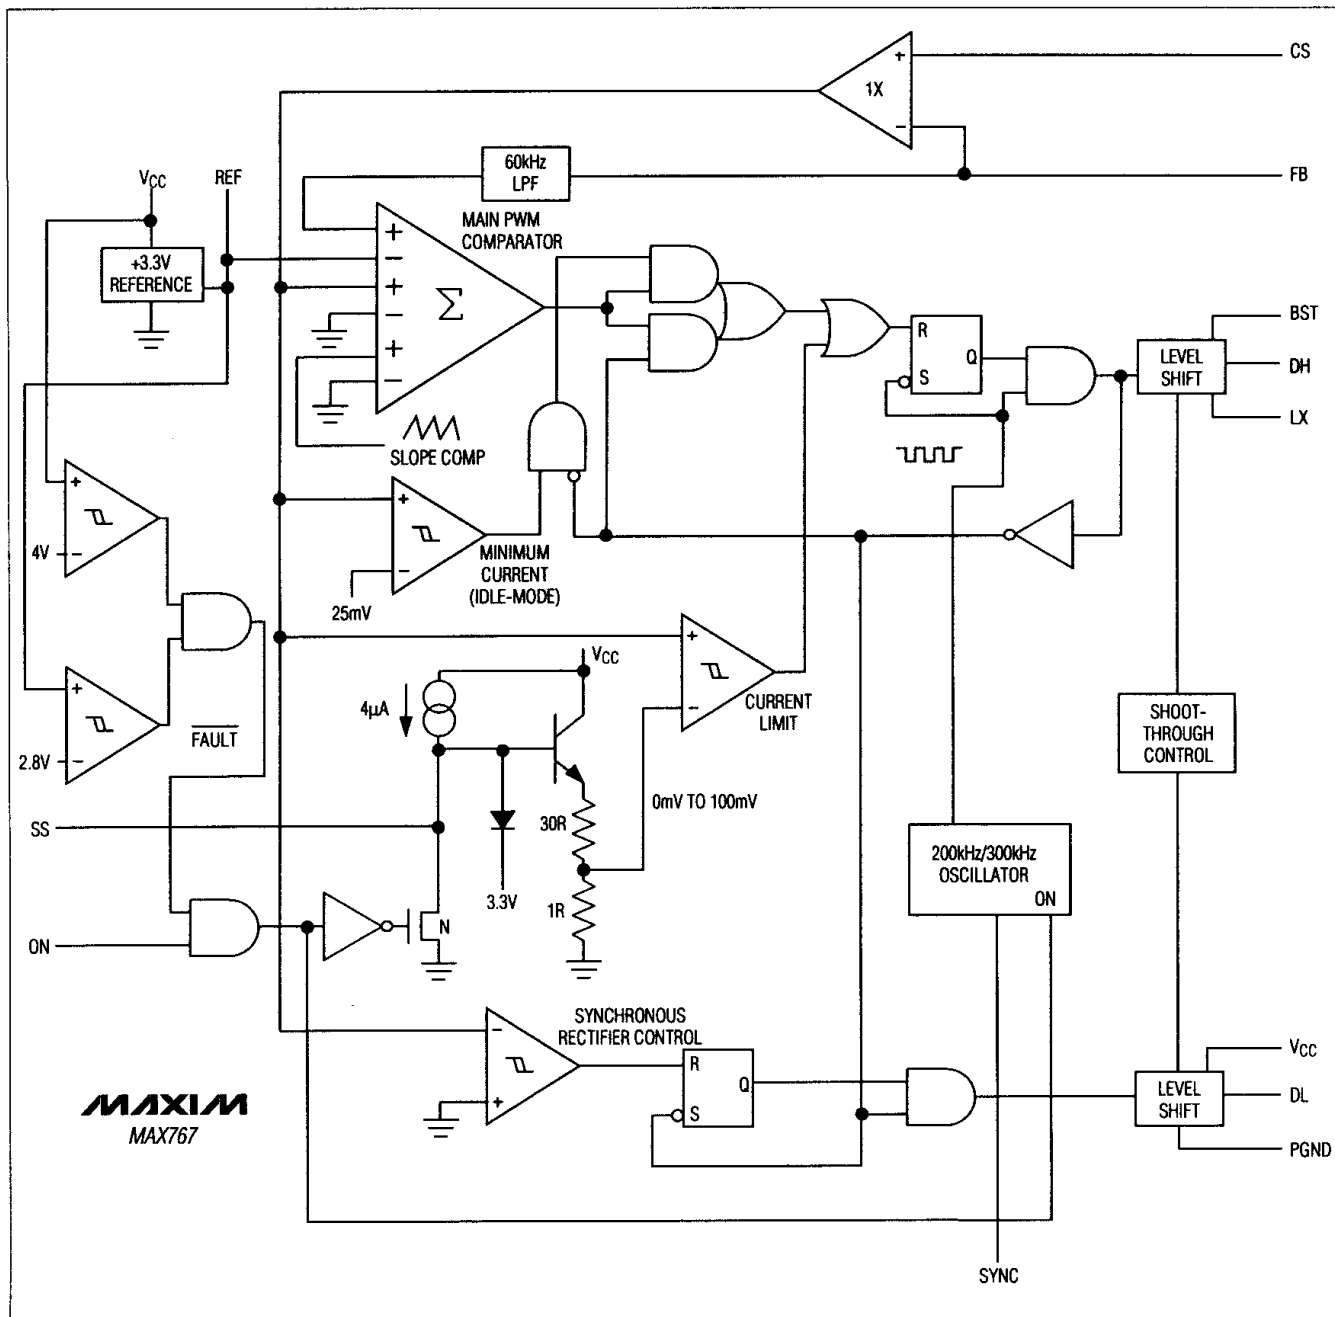 CS
+
1X
−
60kHz
LPF
FB
VCC
REF
MAIN PWM
COMPARATOR
+3.3V
REFERENCE
+
−
+
−
+
−
Σ
SLOPE COMP
R
Q
S
LEVEL
SHIFT
BST
DH
LX
+
4V
−
+
−
25mV
MINIMUM
CURRENT
(IDLE-MODE)
+
−
CURRENT
LIMIT
VCC
4µA
+
2.8V
−
FAULT
SHOOT-
THROUGH
CONTROL
0mV TO 100mV
SS
30R
3.3V
1R
200kHz/300kHz
OSCILLATOR
ON
ON
N
SYNCHRONOUS
RECTIFIER CONTROL
−
+
R
Q
S
LEVEL
SHIFT
VCC
DL
PGND
MAXIM
MAX767
SYNC